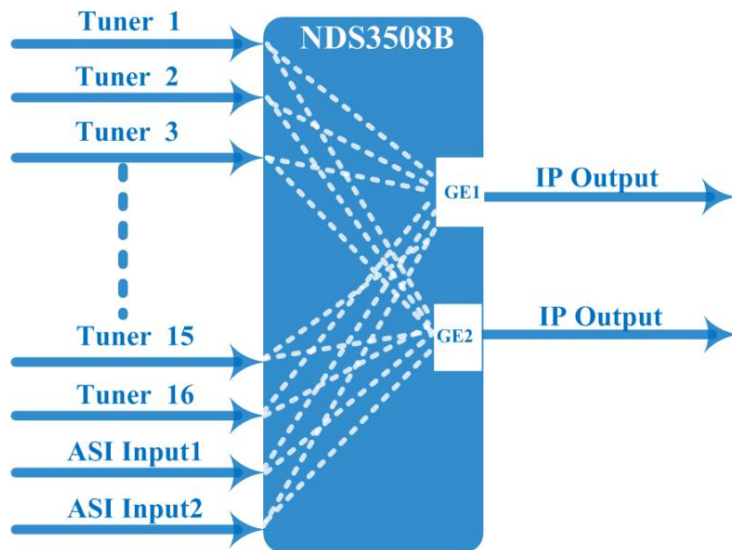 Tuner 1
NDS3508B
Tuner 2
Tuner 3
GE1
IP Output
GE2
IP Output
Tuner 15
Tuner 16
ASI Input1
ASI Input2